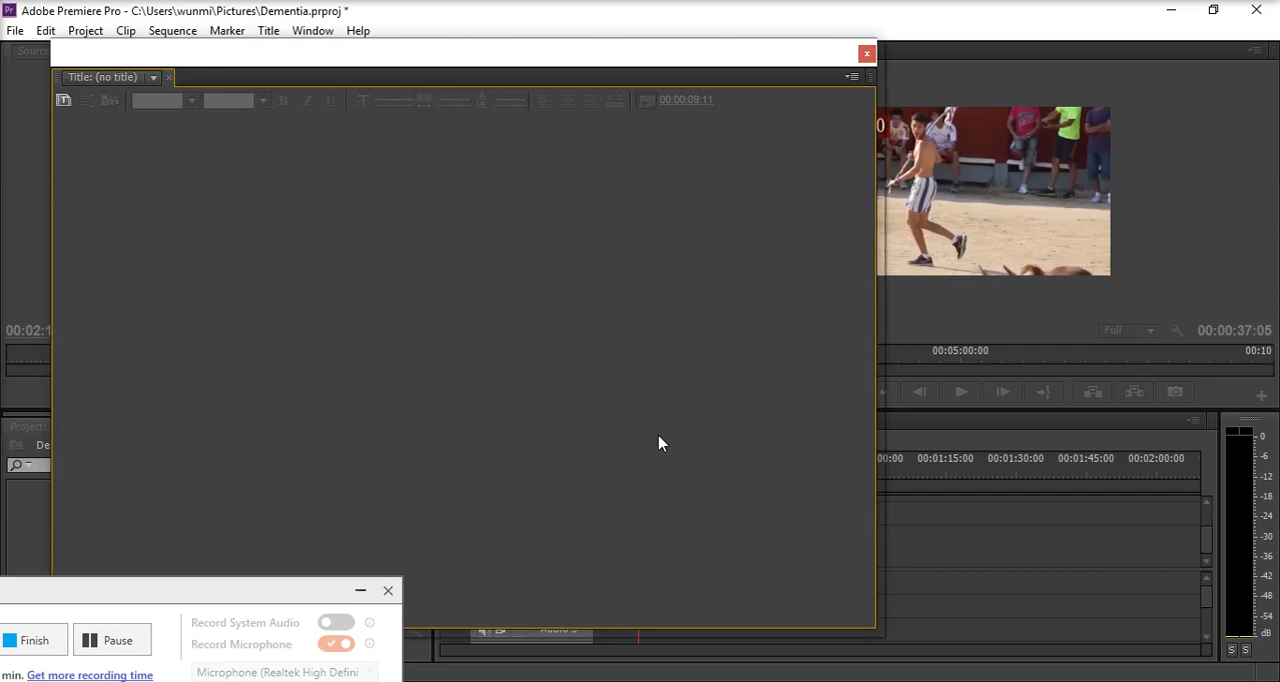 Adobe Premiere Pro - C:\Users\wunmi\Pictures\Dementia.prproj *
File Edit Project Clip Sequence Marker Title Window Help
Title: (no title)
00:00:09:11
0
00:02:1
Full
00:00:37:05
00:05:00:00
00:10
Project:
De
00:00
00:01:15:00
00:01:30:00
00:01:45:00
00:02:00:00
0
-6
-12
-18
-24
-30
-36
-42
-48
-54
dB
S S
Finish
Pause
Record System Audio
Record Microphone
Microphone (Realtek High Defini
min. Get more recording time